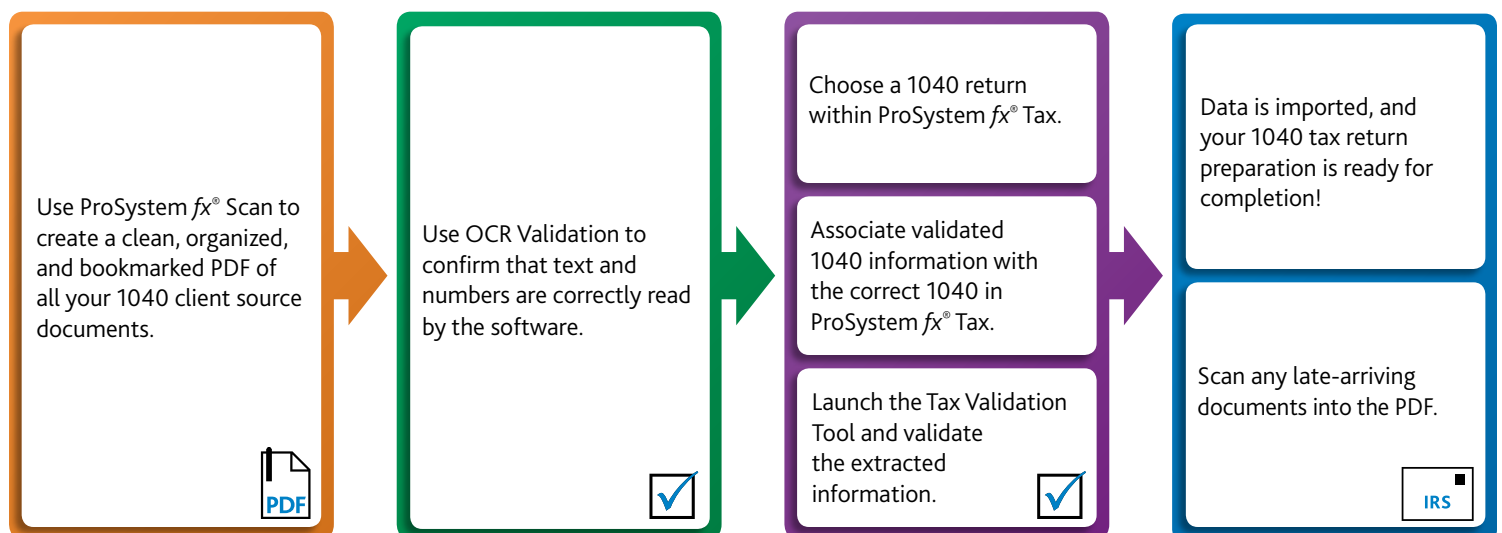 Use ProSystem fx® Scan to
create a clean, organized,
and bookmarked PDF of
all your 1040 client source
documents.
PDF
Use OCR Validation to
confirm that text and
numbers are correctly read
by the software.
Choose a 1040 return
within ProSystem fx® Tax.
Associate validated
1040 information with
the correct 1040 in
ProSystem fx® Tax.
Launch the Tax Validation
Tool and validate
the extracted
information.
Data is imported, and
your 1040 tax return
preparation is ready for
completion!
Scan any late-arriving
documents into the PDF.
IRS